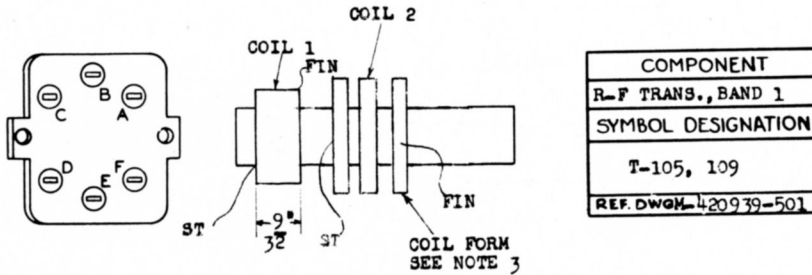 COIL 2
COIL 1
FIN
B
C
A
D
F
E
ST
9"
32
ST
FIN
COIL FORM
SEE NOTE 3
COMPONENT
R-F TRANS., BAND 1
SYMBOL DESIGNATION
T-105, 109
REF. DWG. 420939-501